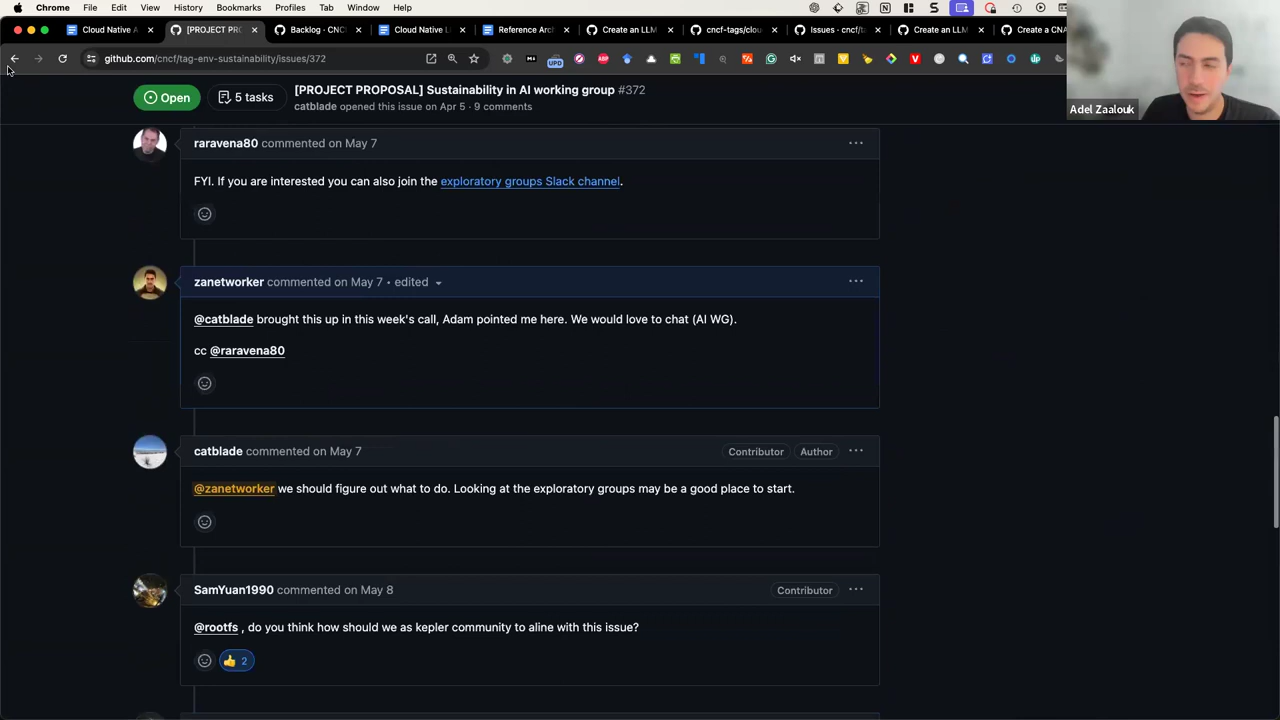 Chrome File Edit View History Bookmarks Profiles Tab Window Help
Cloud Native A
[PROJECT PRO
Backlog · CNC
Cloud Native L
Reference Arc
Create an LLM
cncf-tags/clou
Issues · cncf/ta
Create an LLM
Create a CNA
github.com/cncf/tag-env-sustainability/issues/372
UPD
ABP
Adel Zaalouk
Open
5 tasks
[PROJECT PROPOSAL] Sustainability in AI working group #372
catblade opened this issue on Apr 5 · 9 comments
raravena80 commented on May 7
FYI. If you are interested you can also join the exploratory groups Slack channel.
zanetworker commented on May 7 • edited
@catblade brought this up in this week's call, Adam pointed me here. We would love to chat (AI WG).
cc @raravena80
catblade commented on May 7
Contributor Author
@zanetworker we should figure out what to do. Looking at the exploratory groups may be a good place to start.
SamYuan1990 commented on May 8
Contributor
@rootfs , do you think how should we as kepler community to aline with this issue?
2